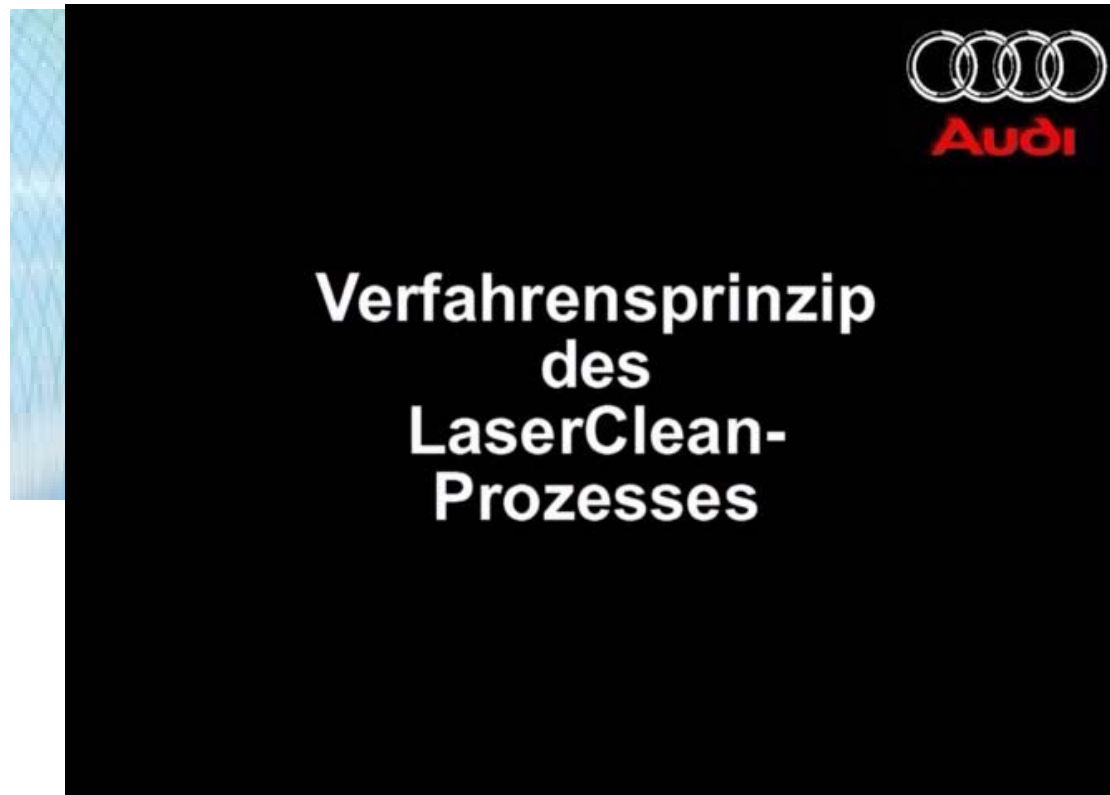 Audi
Verfahrensprinzip
des
LaserClean-
Prozesses